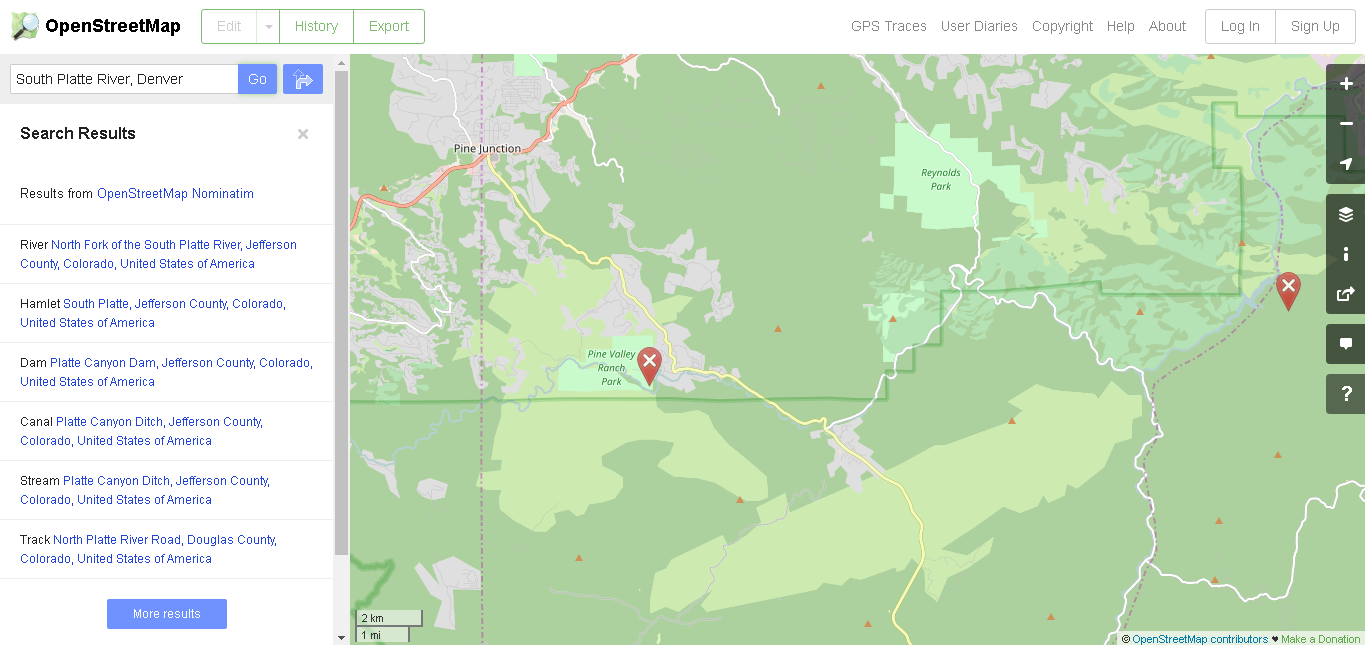 OpenStreetMap
Edit
History
Export
GPS Traces
User Diaries
Copyright
Help
About
Log In
Sign Up
South Platte River, Denver
Go
Search Results
Results from OpenStreetMap Nominatim
River North Fork of the South Platte River, Jefferson
County, Colorado, United States of America
Hamlet South Platte, Jefferson County, Colorado,
United States of America
Dam Platte Canyon Dam, Jefferson County, Colorado,
United States of America
Canal Platte Canyon Ditch, Jefferson County,
Colorado, United States of America
Stream Platte Canyon Ditch, Jefferson County,
Colorado, United States of America
Track North Platte River Road, Douglas County,
Colorado, United States of America
More results
Pine Junction
Reynolds
Park
Pine Valley
Ranch
Park
2 km
1 mi
© OpenStreetMap contributors ♥ Make a Donation